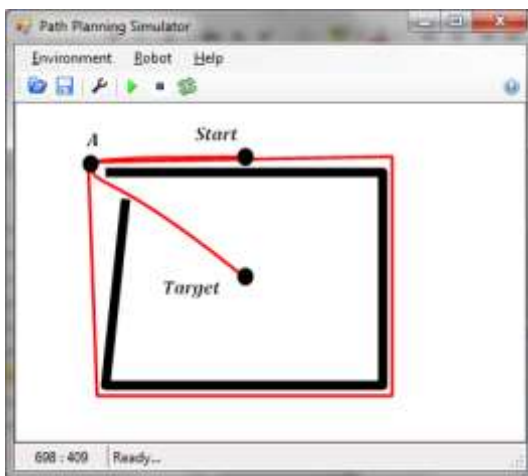 Path Planning Simulator
Environment Robot Help
Start
A
Target
698 : 409 Ready...